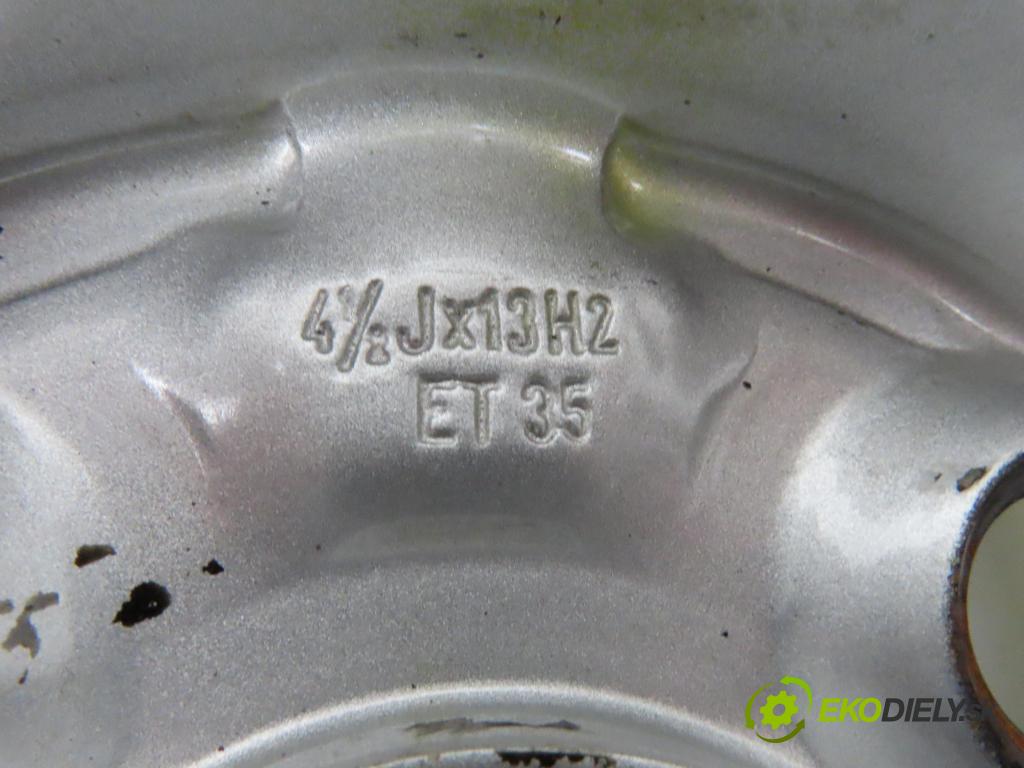 4½Jx13H2
ET 35
EKODIELY.S